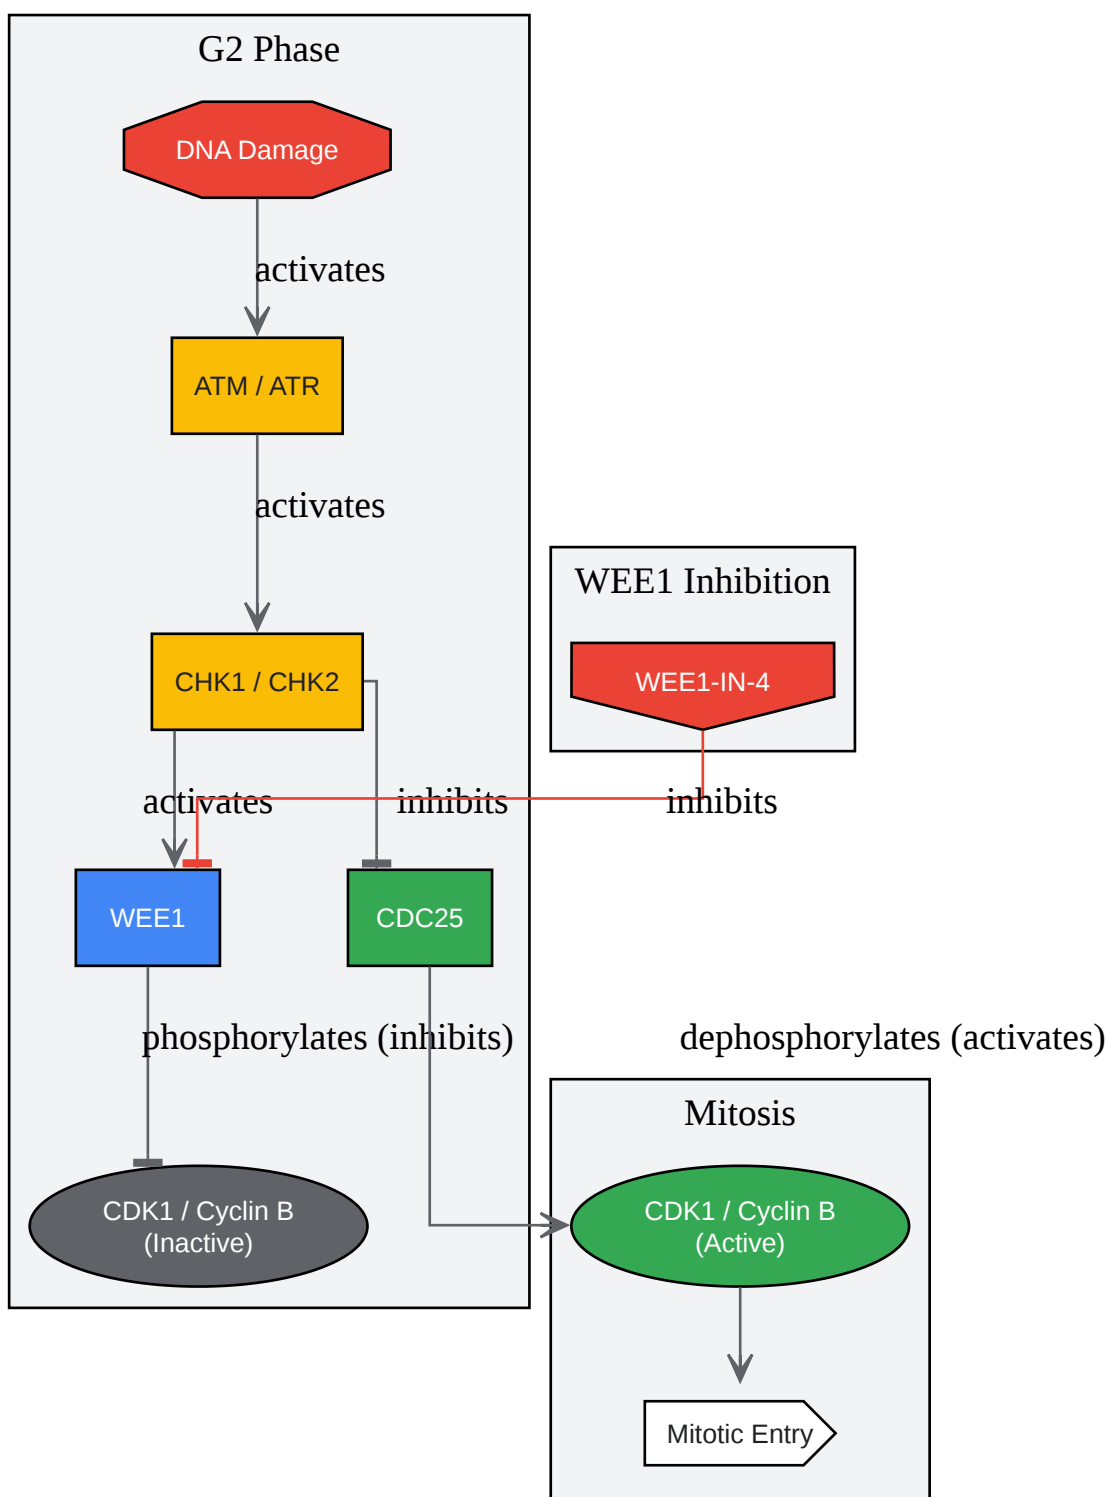 G2 Phase
DNA Damage
activates
ATM / ATR
activates
WEE1 Inhibition
CHK1 / CHK2
WEE1-IN-4
activates
inhibits
inhibits
WEE1
CDC25
phosphorylates (inhibits)
dephosphorylates (activates)
Mitosis
CDK1 / Cyclin B
(Inactive)
CDK1 / Cyclin B
(Active)
Mitotic Entry